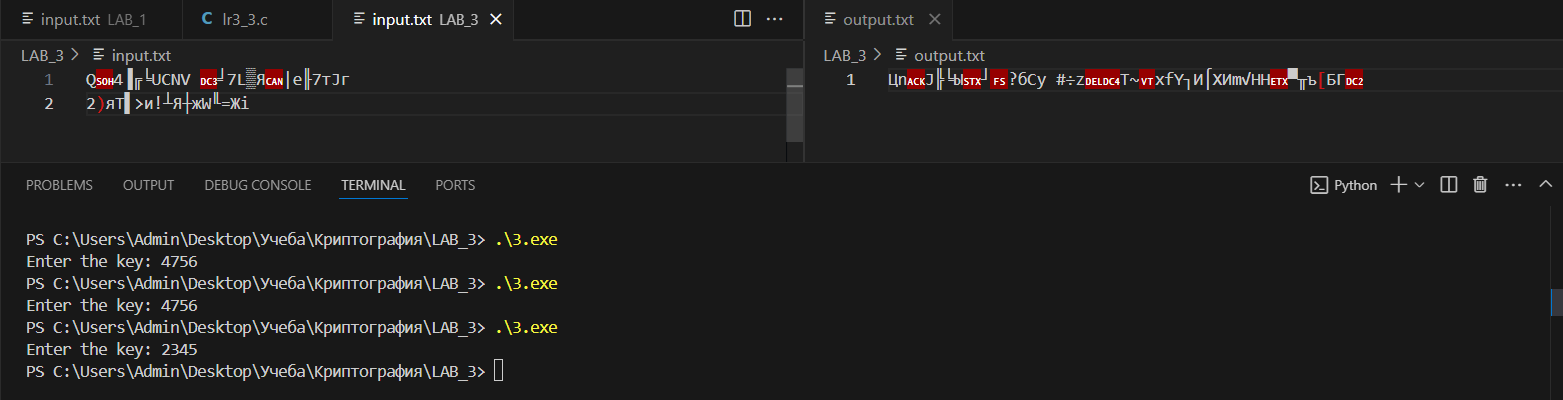 input.txt LAB_1
C lr3_3.c
input.txt LAB_3
output.txt
LAB_3 > input.txt
LAB_3 > output.txt
1 QSOH4▐╔╚UCNV DC3╛7L▒ЯCAN|е╟7тJг
2 2)яТ▌>и!┴Я┼жW╙=Жi
1 ЦnACKJ╠╘ЫSTX┘FS?бСу #÷zDELDC4T~VTxfY┐И⌠ХИm√ННETX▀╥ъ[БГDC2
PROBLEMS OUTPUT DEBUG CONSOLE TERMINAL PORTS
Python
PS C:\Users\Admin\Desktop\Учеба\Криптография\LAB_3> .\3.exe
Enter the key: 4756
PS C:\Users\Admin\Desktop\Учеба\Криптография\LAB_3> .\3.exe
Enter the key: 4756
PS C:\Users\Admin\Desktop\Учеба\Криптография\LAB_3> .\3.exe
Enter the key: 2345
PS C:\Users\Admin\Desktop\Учеба\Криптография\LAB_3>